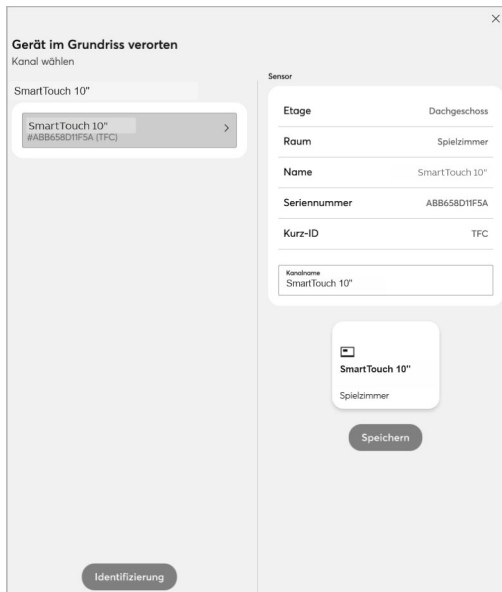 Gerät im Grundriss verorten
Kanal wählen
SmartTouch 10"
SmartTouch 10"
#ABB658D11F5A (TFC)
Identifizierung
Sensor
Etage Dachgeschoss
Raum Spielzimmer
Name SmartTouch 10"
Seriennummer ABB658D11F5A
Kurz-ID TFC
Kanalname
SmartTouch 10"
SmartTouch 10"
Spielzimmer
Speichern